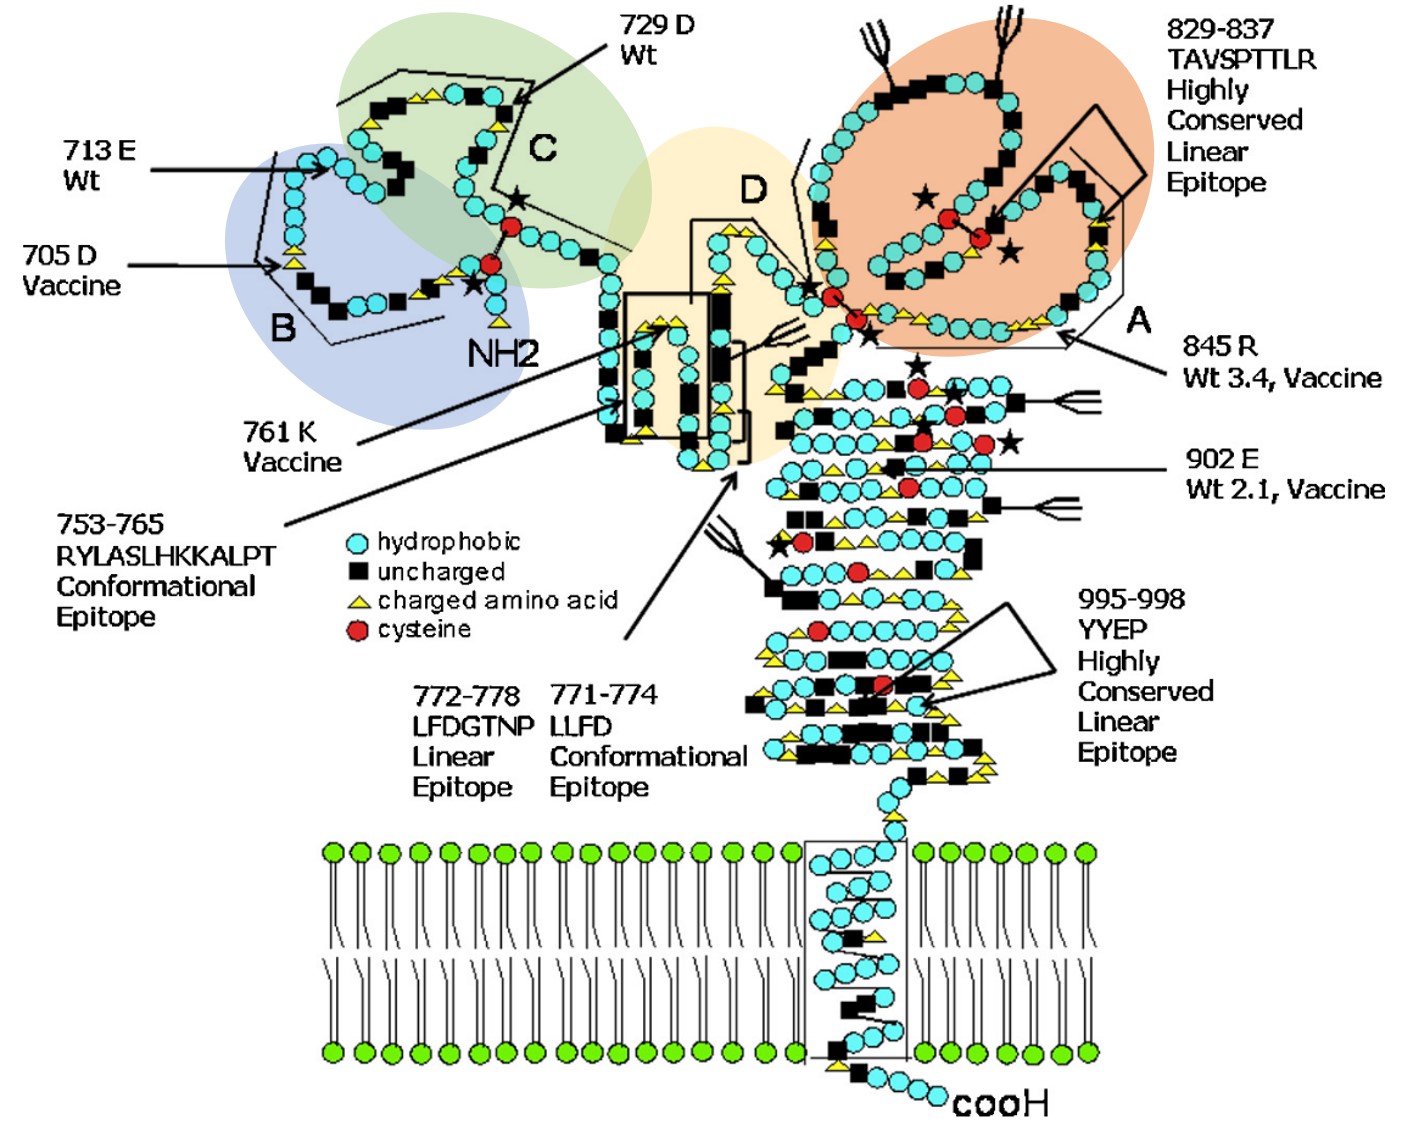 729 D
Wt
829-837
TAVSPTTLR
Highly
Conserved
Linear
Epitope
713 E
Wt
C
D
705 D
Vaccine
B
NH2
A
845 R
Wt 3.4, Vaccine
761 K
Vaccine
902 E
Wt 2.1, Vaccine
753-765
RYLASLHKKALPT
Conformational
Epitope
hydrophobic
uncharged
charged amino acid
cysteine
995-998
YYEP
Highly
Conserved
Linear
Epitope
772-778
LFDGTNP
Linear
Epitope
771-774
LLFD
Conformational
Epitope
cooH